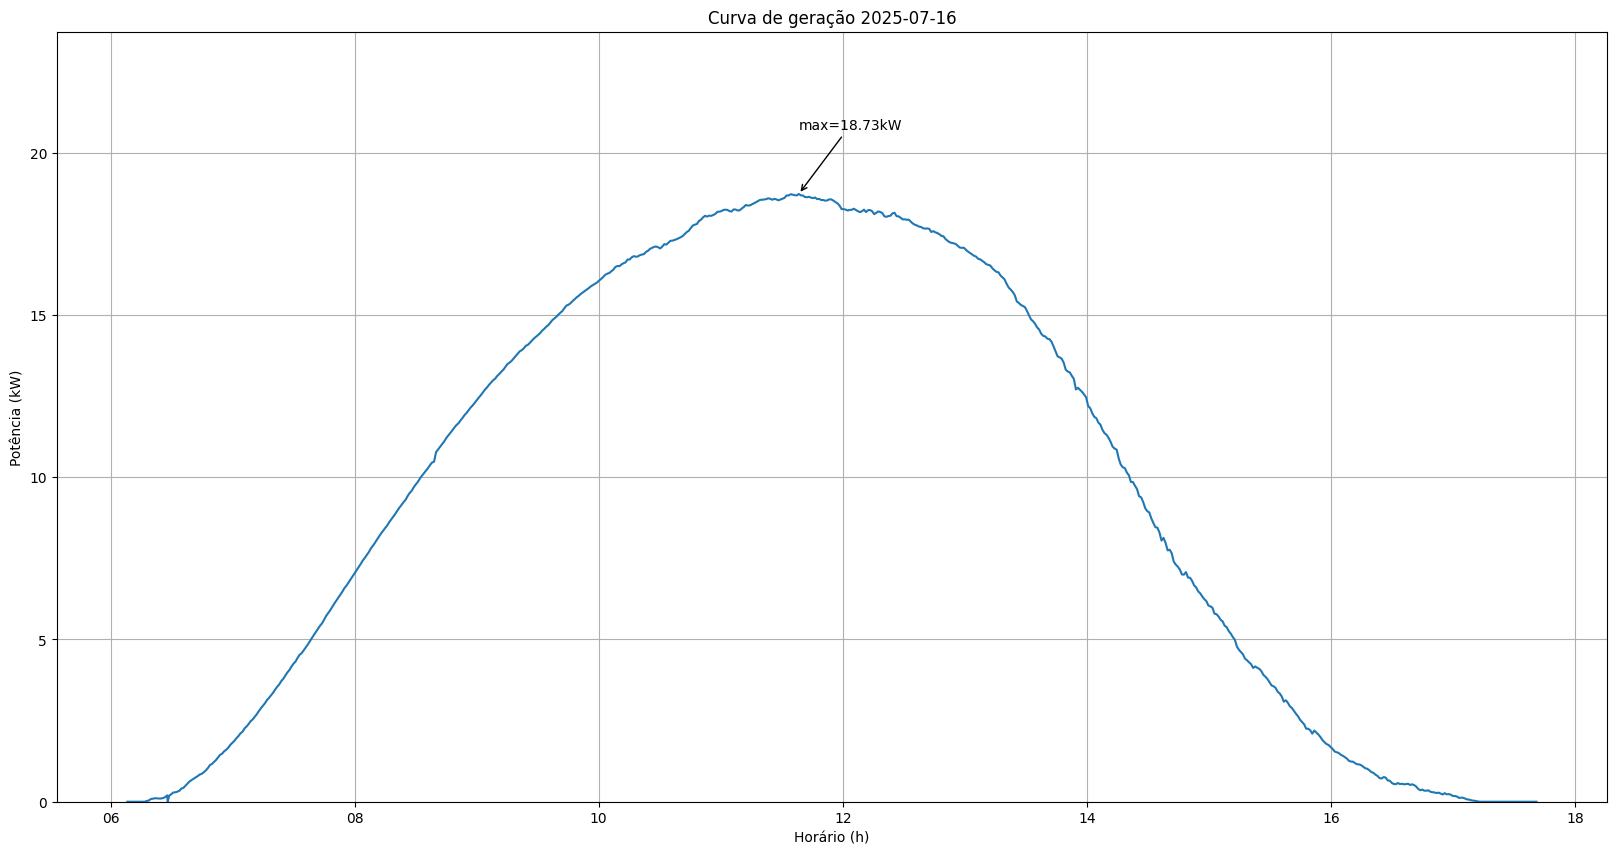 Curva de geração 2025-07-16
max=18.73kW
20
15
10
5
0
Potência (kW)
06 08 10 12 14 16 18
Horário (h)